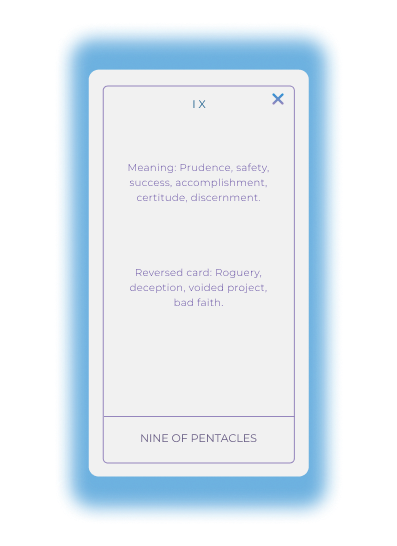 IX
Meaning: Prudence, safety,
success, accomplishment,
certitude, discernment.
Reversed card: Roguery,
deception, voided project,
bad faith.
NINE OF PENTACLES